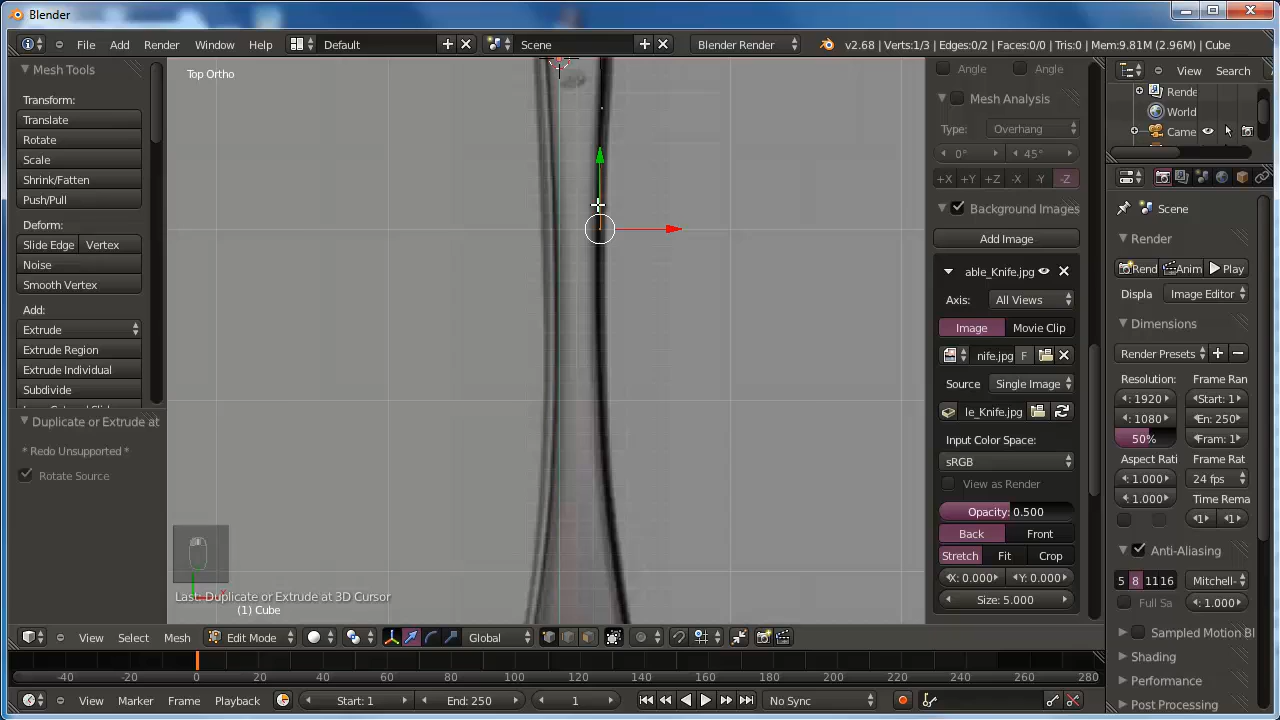 Blender
File Add Render Window Help
Default
Scene
Blender Render
v2.68 | Verts:1/3 | Edges:0/2 | Faces:0/0 | Tris:0 | Mem:9.81M (2.96M) | Cube
Mesh Tools
Transform:
Translate
Rotate
Scale
Shrink/Fatten
Push/Pull
Deform:
Slide Edge Vertex
Noise
Smooth Vertex
Add:
Extrude
Extrude Region
Extrude Individual
Subdivide
Duplicate or Extrude at
* Redo Unsupported *
Rotate Source
Top Ortho
Last: Duplicate or Extrude at 3D Cursor
(1) Cube
Angle Angle
Mesh Analysis
Type: Overhang
0° 45°
+X +Y +Z -X -Y -Z
Background Images
Add Image
able_Knife.jpg
Axis: All Views
Image Movie Clip
nife.jpg F
Source Single Image
le_Knife.jpg
Input Color Space:
sRGB
View as Render
Opacity: 0.500
Back Front
Stretch Fit Crop
X: 0.000 Y: 0.000
Size: 5.000
View Search
Rende
World
Came
Scene
Render
Rend Anim Play
Displa Image Editor
Dimensions
Render Presets
Resolution: Frame Ran
: 1920 Start: 1
: 1080 En: 250
50% Fram: 1
Aspect Rati Frame Rat
: 1.000 24 fps
: 1.000 Time Rema
1 1
Anti-Aliasing
5 8 11 16 Mitchell-
Full Sa : 1.000
Sampled Motion Bl
Shading
Performance
Post Processing
View Select Mesh Edit Mode Global
-40 -20 0 20 40 60 80 100 120 140 160 180 200 220 240 260 280
View Marker Frame Playback Start: 1 End: 250 1 No Sync